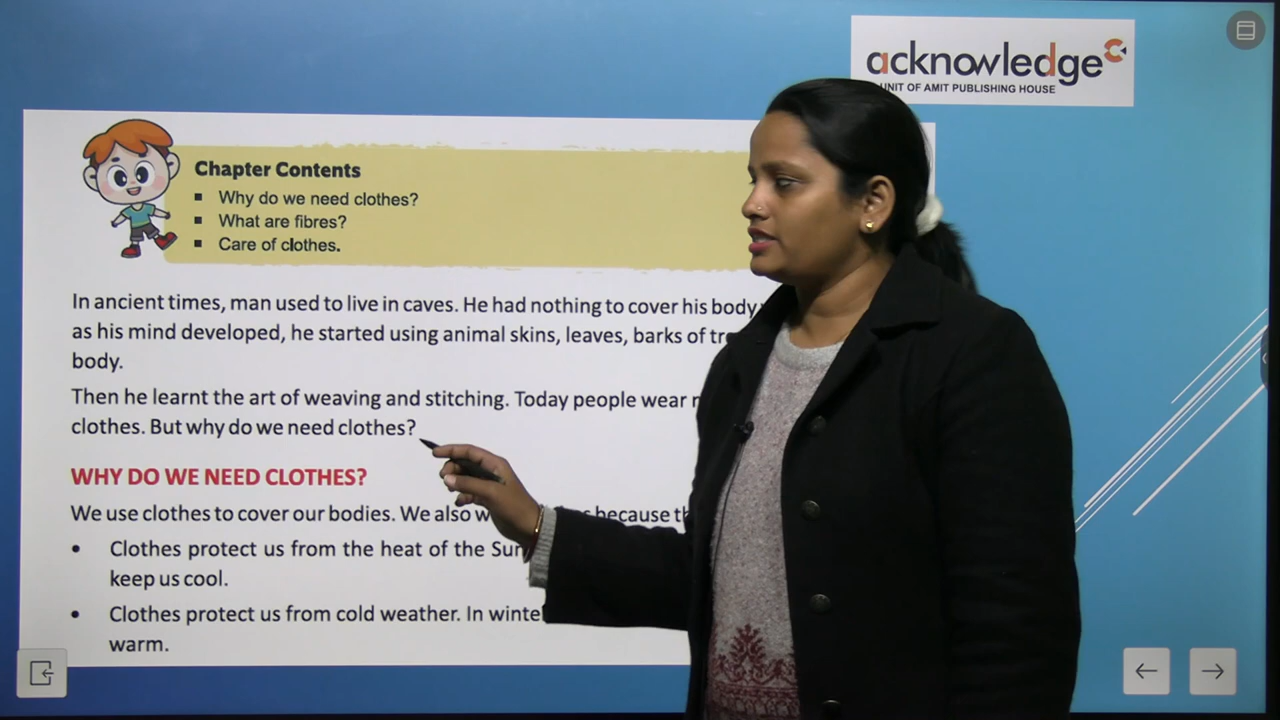 acknowledge
UNIT OF AMIT PUBLISHING HOUSE
Chapter Contents
▪ Why do we need clothes?
▪ What are fibres?
▪ Care of clothes.
In ancient times, man used to live in caves. He had nothing to cover his body
as his mind developed, he started using animal skins, leaves, barks of
body.
Then he learnt the art of weaving and stitching. Today people wear
clothes. But why do we need clothes?
WHY DO WE NEED CLOTHES?
We use clothes to cover our bodies. We also because
• Clothes protect us from the heat of the Sun
keep us cool.
• Clothes protect us from cold weather. In
warm.